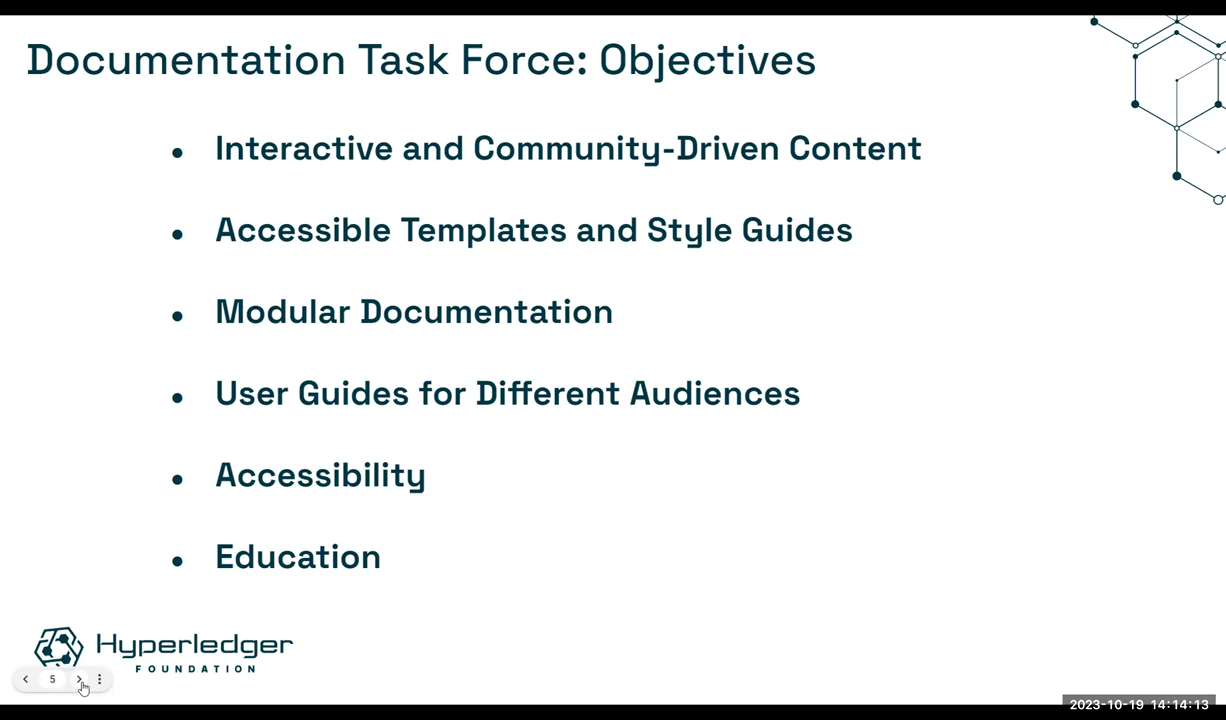 Documentation Task Force: Objectives
• Interactive and Community-Driven Content
• Accessible Templates and Style Guides
• Modular Documentation
• User Guides for Different Audiences
• Accessibility
• Education
Hyperledger
FOUNDATION
5
2023-10-19 14:14:13